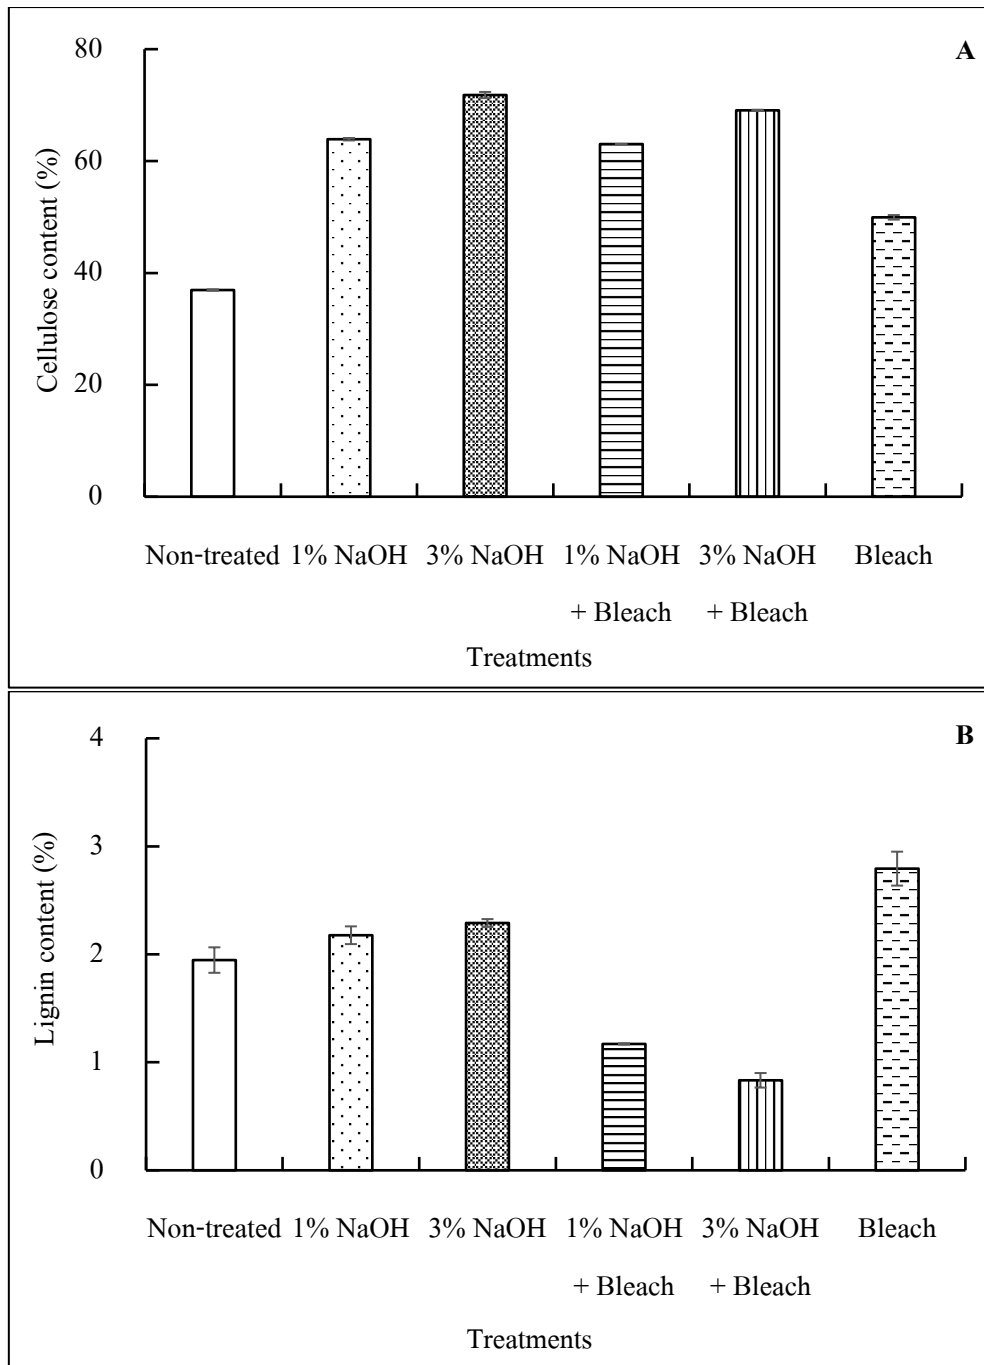 A
Cellulose content (%)
80
60
40
20
0
Non-treated 1% NaOH 3% NaOH 1% NaOH 3% NaOH Bleach
+ Bleach + Bleach
Treatments
B
Lignin content (%)
4
3
2
1
0
Non-treated 1% NaOH 3% NaOH 1% NaOH 3% NaOH Bleach
+ Bleach + Bleach
Treatments